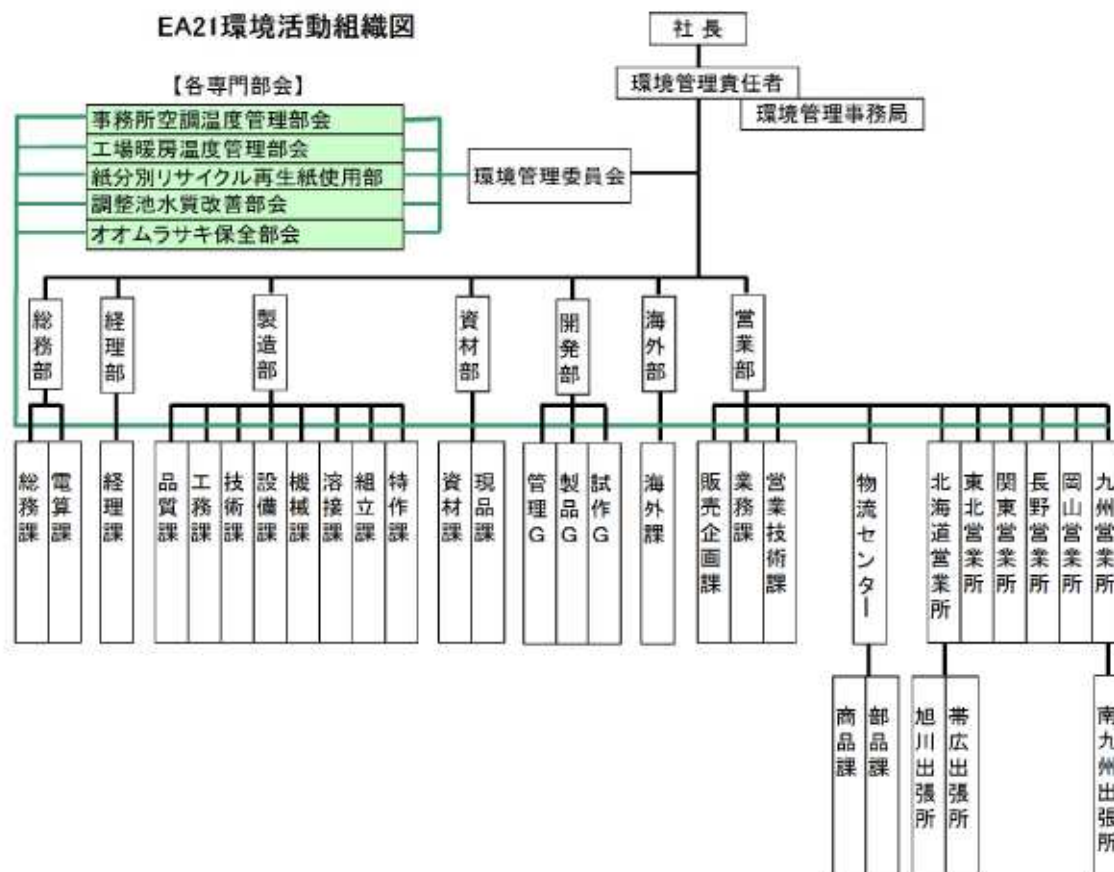 EA21環境活動組織図
社長
環境管理責任者
環境管理事務局
【各専門部会】
事務所空調温度管理部会
工場暖房温度管理部会
紙分別リサイクル再生紙使用部
調整池水質改善部会
オオムラサキ保全部会
環境管理委員会
総務部
経理部
製造部
資材部
開発部
海外部
営業部
総務課
電算課
経理課
品質課
工務課
技術課
設備課
機械課
溶接課
組立課
特作課
資材課
現品課
管理G
製品G
試作G
海外課
販売企画課
業務課
営業技術課
物流センター
北海道営業所
東北営業所
関東営業所
長野営業所
岡山営業所
九州営業所
商品課
部品課
旭川出張所
帯広出張所
南九州出張所